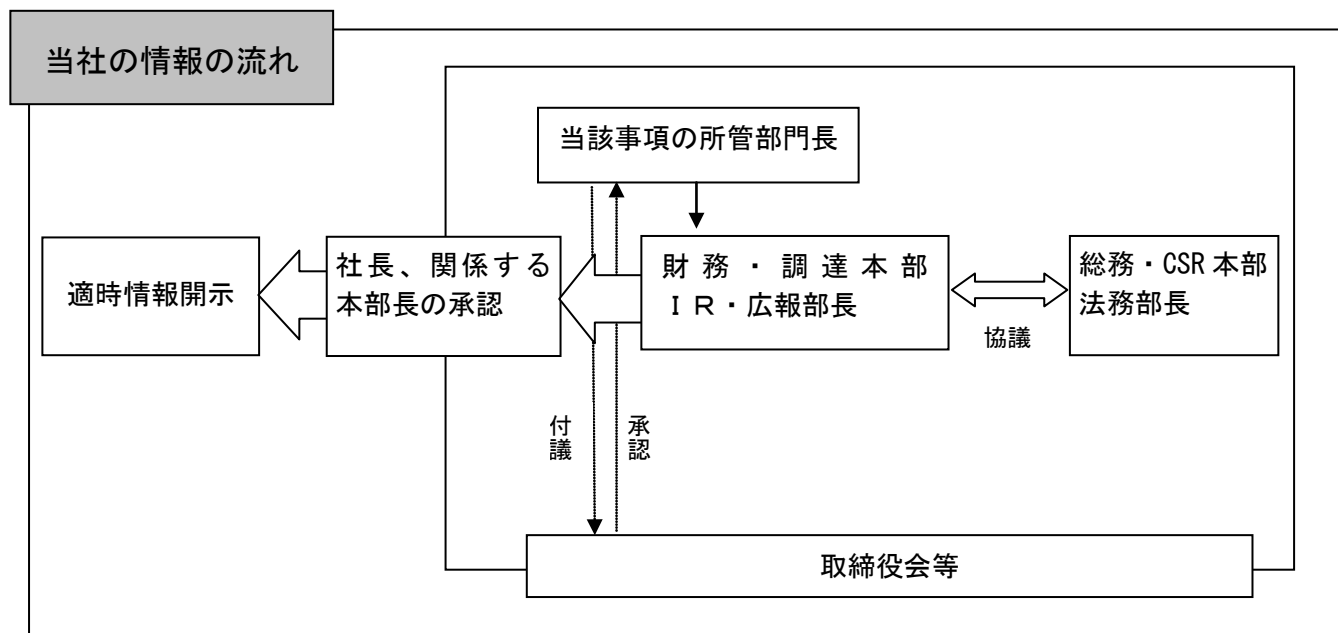 当社の情報の流れ
当該事項の所管部門長
適時情報開示
社長、関係する
本部長の承認
財務・調達本部
ＩＲ・広報部長
協議
総務・CSR本部
法務部長
付議
承認
取締役会等